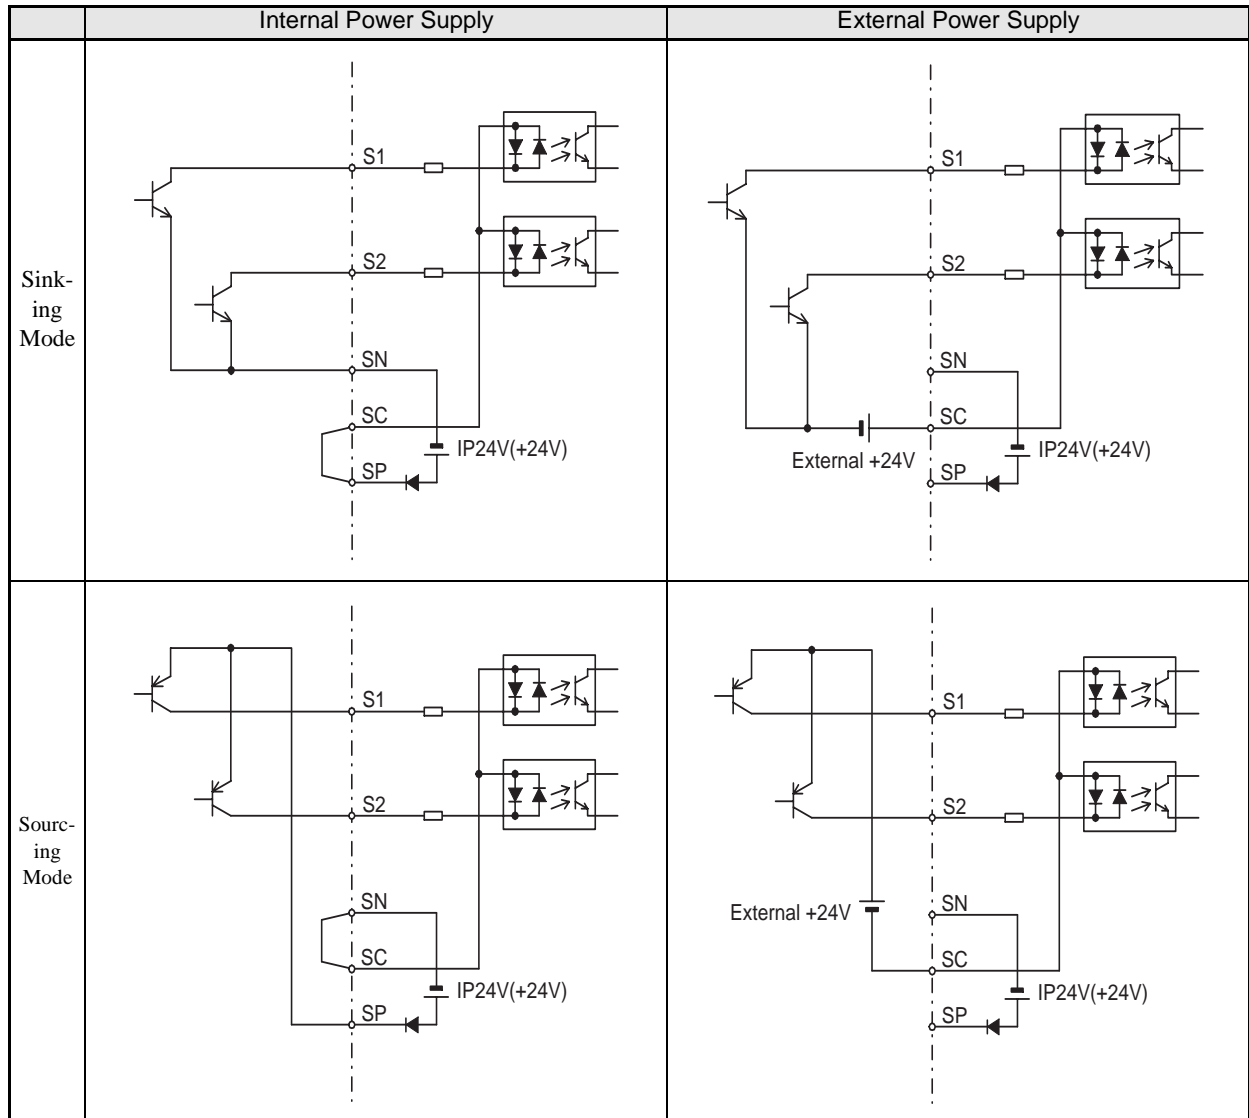 Internal Power Supply
External Power Supply
Sink-
ing
Mode
S1
S2
SN
SC
IP24V(+24V)
SP
S1
S2
SN
SC
External +24V
IP24V(+24V)
SP
Sourc-
ing
Mode
S1
S2
SN
SC
IP24V(+24V)
SP
S1
S2
External +24V
SN
SC
IP24V(+24V)
SP